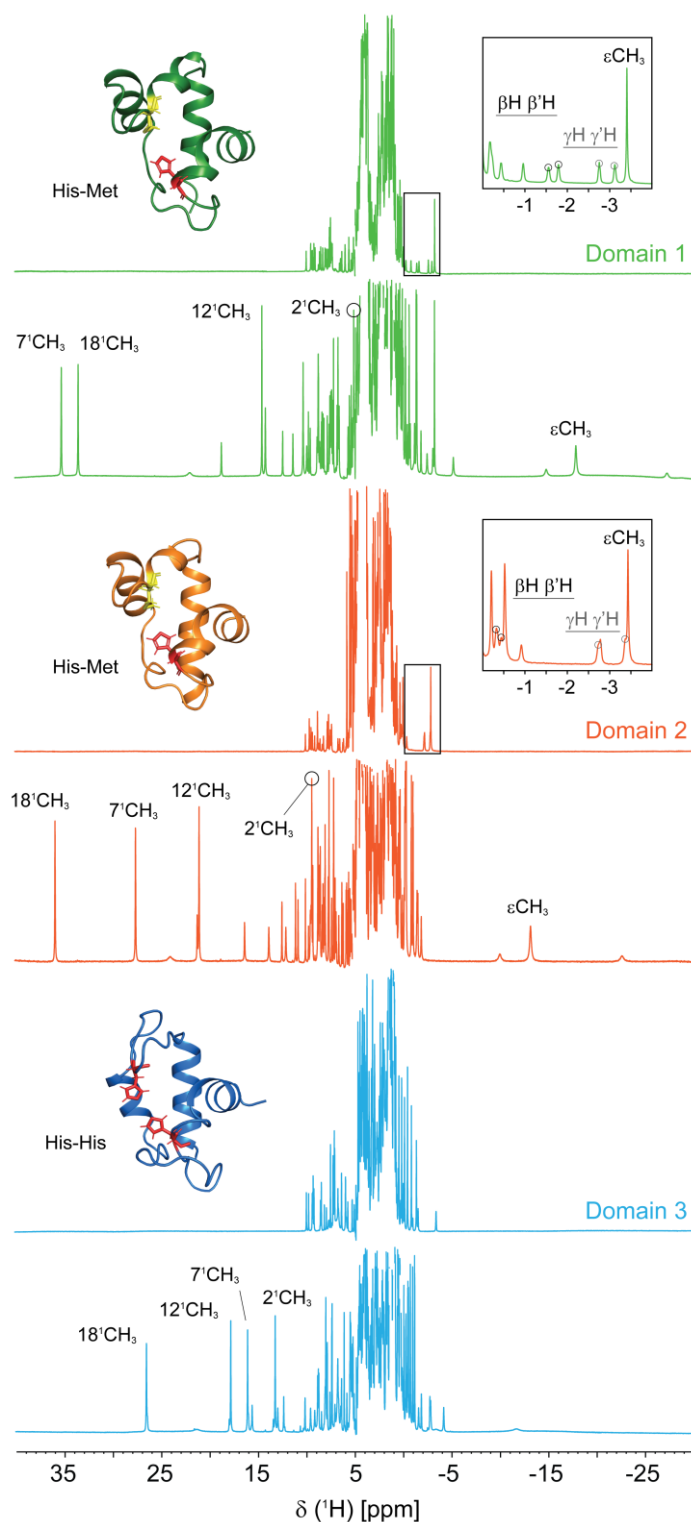 εCH₃
βH β'H
γH γ'H
-1 -2 -3
His-Met
Domain 1
12¹CH₃
2¹CH₃
7¹CH₃
18¹CH₃
εCH₃
εCH₃
βH β'H
γH γ'H
-1 -2 -3
His-Met
Domain 2
18¹CH₃
12¹CH₃
7¹CH₃
2¹CH₃
εCH₃
His-His
Domain 3
7¹CH₃
12¹CH₃
2¹CH₃
18¹CH₃
35 25 15 5 -5 -15 -25
δ (¹H) [ppm]